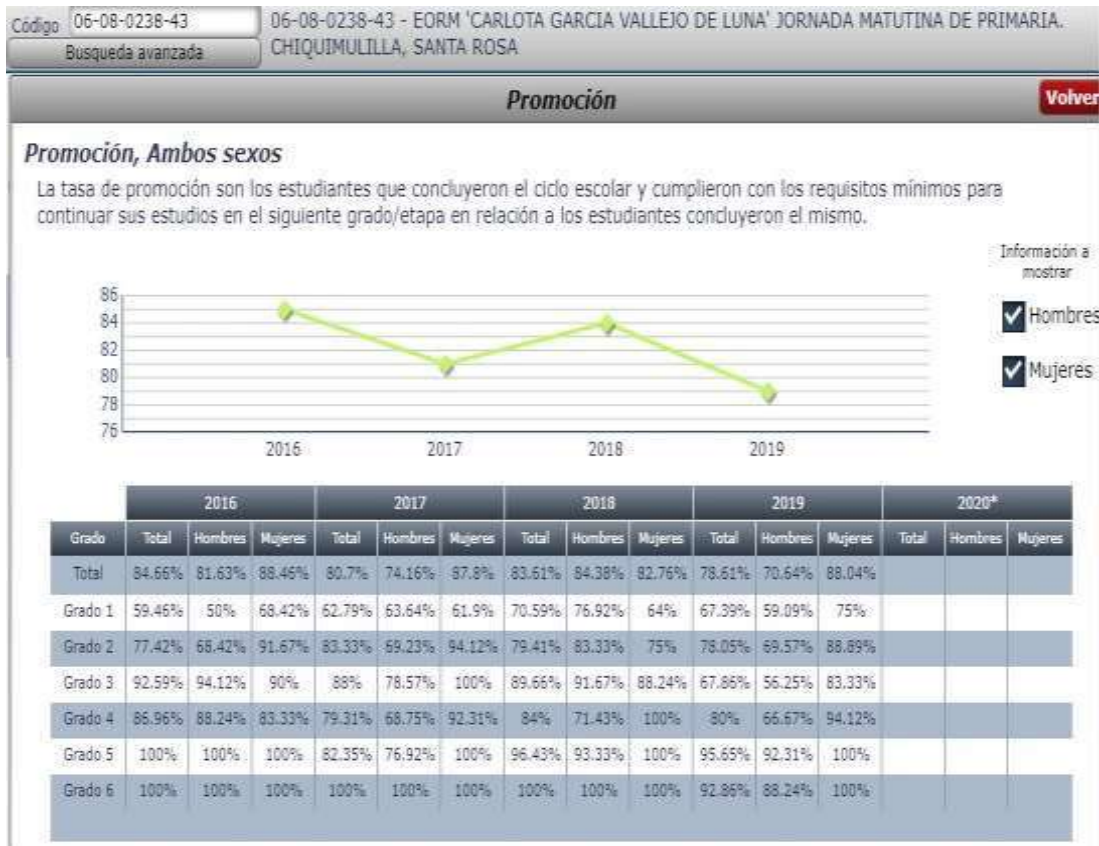 Código 06-08-0238-43 06-08-0238-43 - EORM 'CARLOTA GARCIA VALLEJO DE LUNA' JORNADA MATUTINA DE PRIMARIA.
Busqueda avanzada CHIQUIMULILLA, SANTA ROSA
Promoción Volver
Promoción, Ambos sexos
La tasa de promoción son los estudiantes que concluyeron el ciclo escolar y cumplieron con los requisitos mínimos para
continuar sus estudios en el siguiente grado/etapa en relación a los estudiantes concluyeron el mismo.
Información a
mostrar
Hombres
Mujeres
86
84
82
80
78
76
2016 2017 2018 2019
2016 2017 2018 2019 2020*
Grado Total Hombres Mujeres Total Hombres Mujeres Total Hombres Mujeres Total Hombres Mujeres Total Hombres Mujeres
Total 84.66% 81.63% 88.46% 80.7% 74.16% 87.8% 83.61% 84.38% 82.76% 78.61% 70.64% 88.04%
Grado 1 59.46% 50% 68.42% 62.79% 63.64% 61.9% 70.59% 76.92% 64% 67.39% 59.09% 75%
Grado 2 77.42% 68.42% 91.67% 83.33% 69.23% 94.12% 79.41% 83.33% 75% 78.05% 69.57% 88.89%
Grado 3 92.59% 94.12% 90% 88% 78.57% 100% 89.66% 91.67% 88.24% 67.86% 56.25% 83.33%
Grado 4 86.96% 88.24% 83.33% 79.31% 68.75% 92.31% 84% 71.43% 100% 80% 66.67% 94.12%
Grado 5 100% 100% 100% 82.35% 76.92% 100% 96.43% 93.33% 100% 95.65% 92.31% 100%
Grado 6 100% 100% 100% 100% 100% 100% 100% 100% 100% 92.86% 88.24% 100%